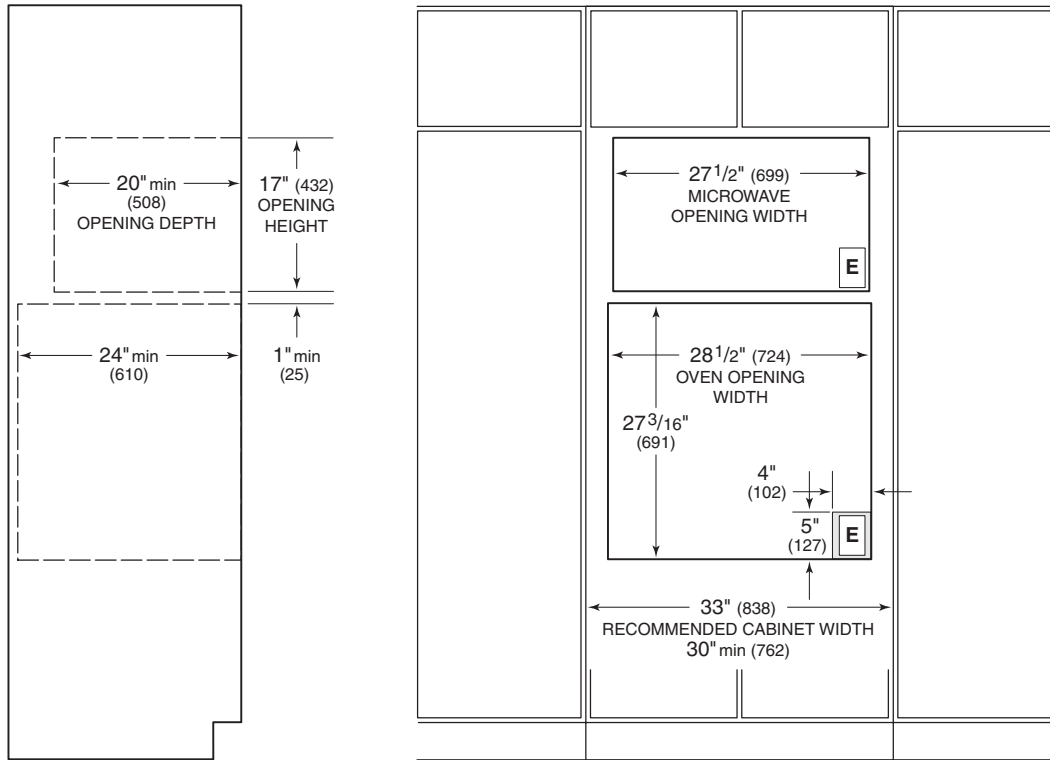 20" min
(508)
OPENING DEPTH
17" (432)
OPENING
HEIGHT
24" min
(610)
1" min
(25)
27 1/2" (699)
MICROWAVE
OPENING WIDTH
E
28 1/2" (724)
OVEN OPENING
WIDTH
27 3/16"
(691)
4"
(102)
5"
(127)
E
33" (838)
RECOMMENDED CABINET WIDTH
30" min (762)